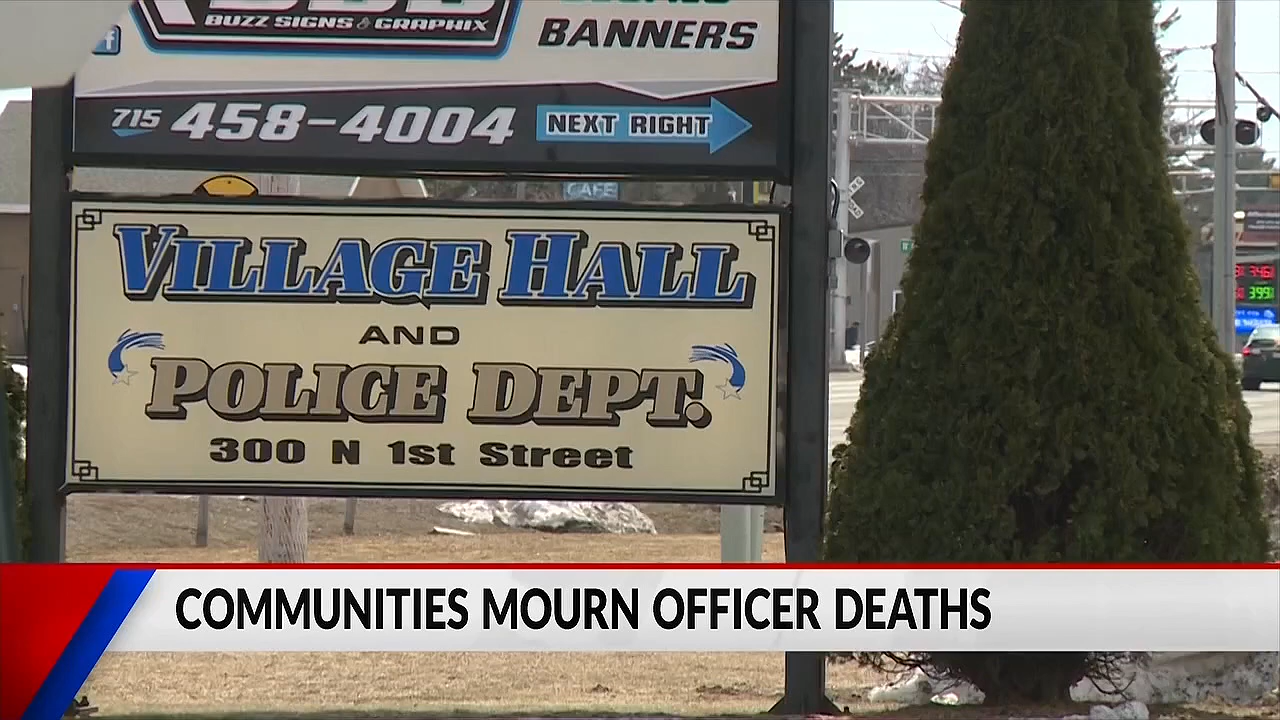 BUZZ SIGNS & GRAPHIX
BANNERS
715 458-4004
NEXT RIGHT
CAFE
VILLAGE HALL
AND
POLICE DEPT.
300 N 1st Street
COMMUNITIES MOURN OFFICER DEATHS